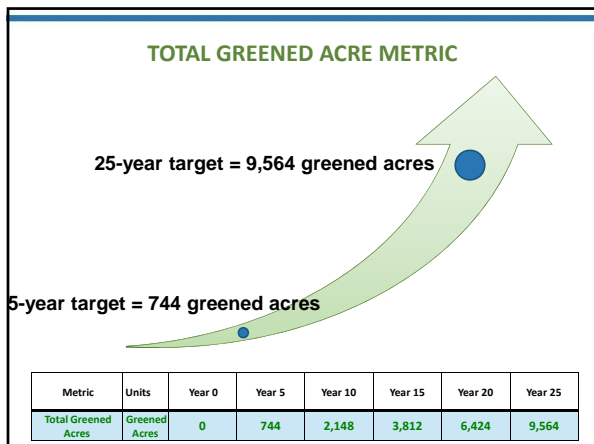 TOTAL GREENED ACRE METRIC
25-year target = 9,564 greened acres
5-year target = 744 greened acres
Metric Units Year 0 Year 5 Year 10 Year 15 Year 20 Year 25
Total Greened Acres Greened Acres 0 744 2,148 3,812 6,424 9,564